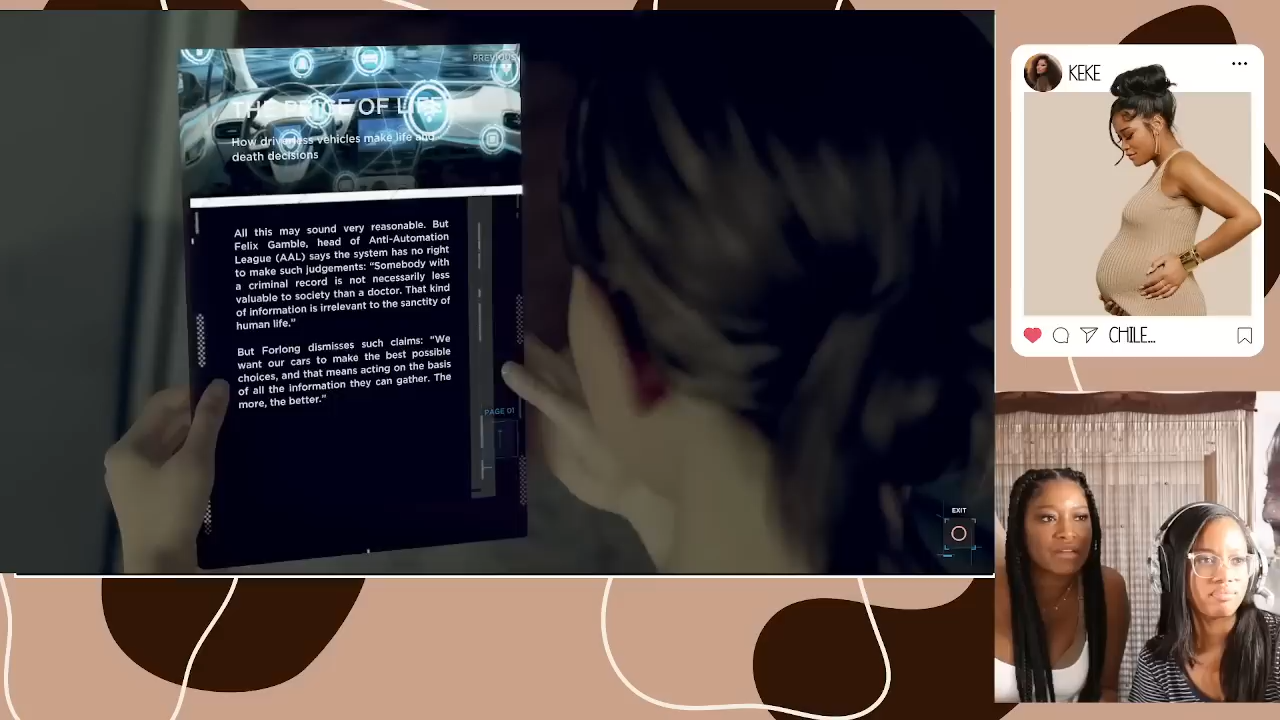 PREVIOUS
THE PRICE OF LIFE
How driverless vehicles make life and
death decisions
All this may sound very reasonable. But
Felix Gamble, head of Anti-Automation
League (AAL) says the system has no right
to make such judgements: “Somebody with
a criminal record is not necessarily less
valuable to society than a doctor. That kind
of information is irrelevant to the sanctity of
human life.”
But Forlong dismisses such claims: “We
want our cars to make the best possible
choices, and that means acting on the basis
of all the information they can gather. The
more, the better.”
PAGE 01
EXIT
KEKE
CHILE...